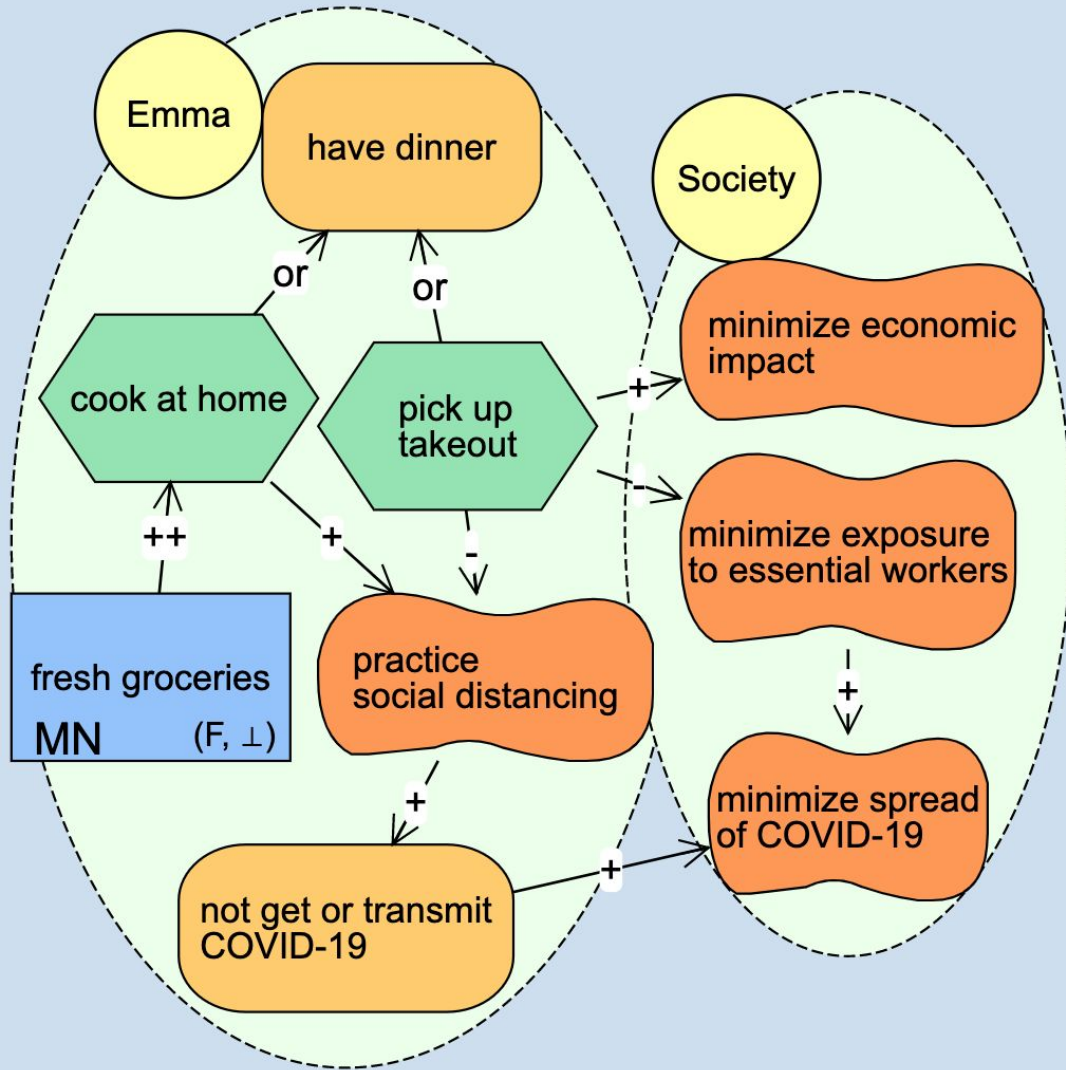 Emma
have dinner
Society
or
or
minimize economic
impact
cook at home
pick up
takeout
+
-
++
+
-
minimize exposure
to essential workers
fresh groceries
MN
(F, ⊥)
practice
social distancing
+
+
minimize spread
of COVID-19
+
not get or transmit
COVID-19